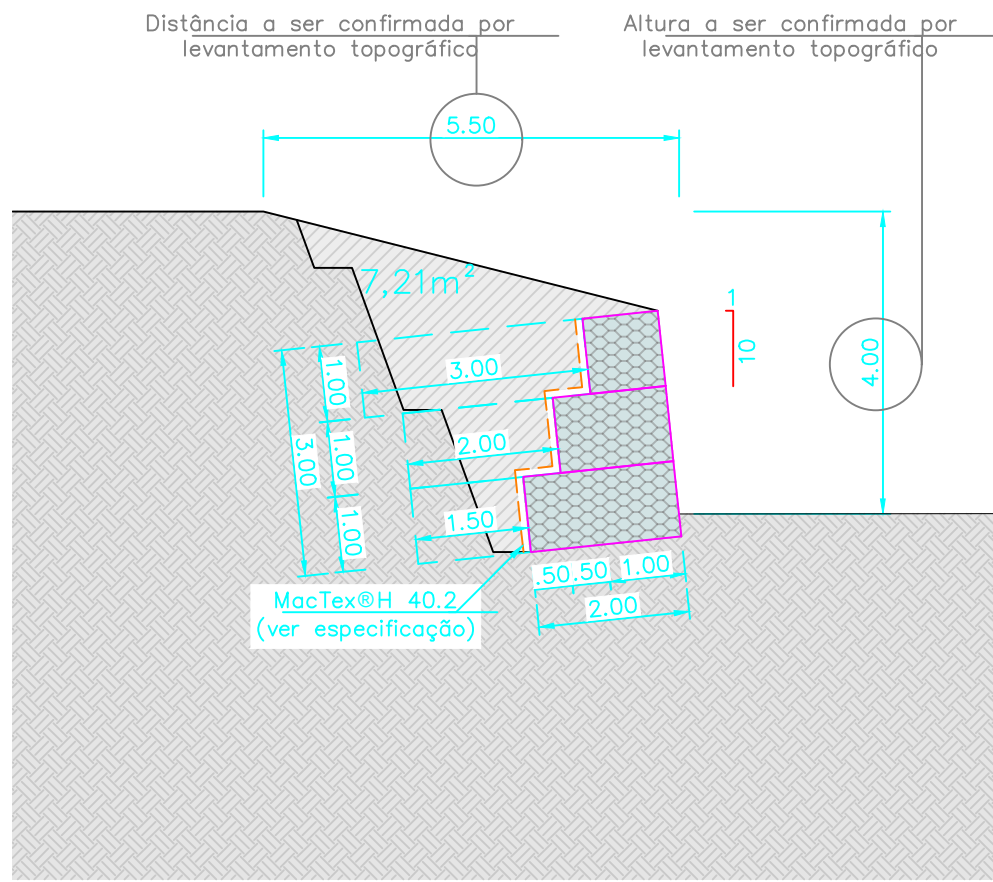 Distância a ser confirmada por
levantamento topográfico
Altura a ser confirmada por
levantamento topográfico
5.50
7,21m²
1
10
4.00
3.00
1.00
3.00
2.00
1.00
1.50
1.00
.50 .50 1.00
2.00
MacTex®H 40.2
(ver especificação)